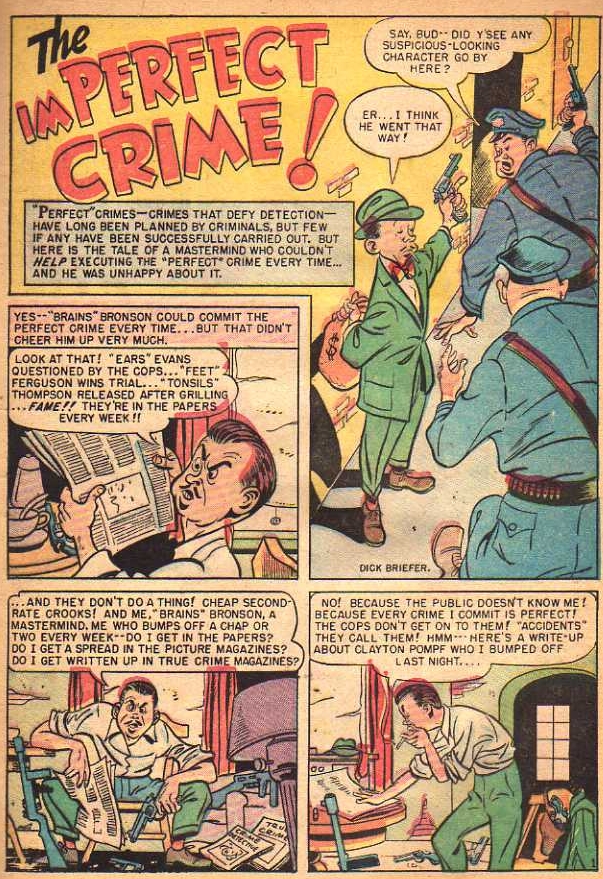 The
imPERFECT
CRIME!
SAY, BUD-- DID Y'SEE ANY
SUSPICIOUS-LOOKING
CHARACTER GO BY
HERE?
ER...I THINK
HE WENT THAT
WAY!
"PERFECT" CRIMES—CRIMES THAT DEFY DETECTION—
HAVE LONG BEEN PLANNED BY CRIMINALS, BUT FEW
IF ANY HAVE BEEN SUCCESSFULLY CARRIED OUT. BUT
HERE IS THE TALE OF A MASTERMIND WHO COULDN'T
HELP EXECUTING THE "PERFECT" CRIME EVERY TIME...
AND HE WAS UNHAPPY ABOUT IT.
$
DICK BRIEFER.
YES--"BRAINS" BRONSON COULD COMMIT THE
PERFECT CRIME EVERY TIME...BUT THAT DIDN'T
CHEER HIM UP VERY MUCH.
LOOK AT THAT! "EARS" EVANS
QUESTIONED BY THE COPS..."FEET"
FERGUSON WINS TRIAL..."TONSILS"
THOMPSON RELEASED AFTER GRILLING
...FAME!! THEY'RE IN THE PAPERS
EVERY WEEK!!
...AND THEY DON'T DO A THING! CHEAP SECOND-
RATE CROOKS! AND ME, "BRAINS" BRONSON, A
MASTERMIND. ME WHO BUMPS OFF A CHAP OR
TWO EVERY WEEK--DO I GET IN THE PAPERS?
DO I GET A SPREAD IN THE PICTURE MAGAZINES?
DO I GET WRITTEN UP IN TRUE CRIME MAGAZINES?
TRUE
CRIME
CRIME
NO! BECAUSE THE PUBLIC DOESN'T KNOW ME!
BECAUSE EVERY CRIME I COMMIT IS PERFECT!
THE COPS DON'T GET ON TO THEM! "ACCIDENTS"
THEY CALL THEM! HMM---HERE'S A WRITE-UP
ABOUT CLAYTON POMPF WHO I BUMPED OFF
LAST NIGHT....
1